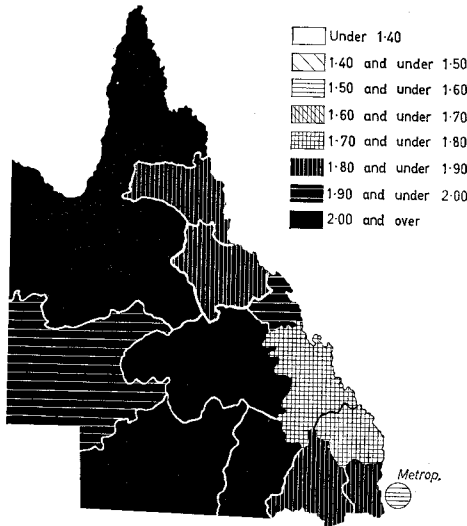 Under 1·40
1·40 and under 1·50
1·50 and under 1·60
1·60 and under 1·70
1·70 and under 1·80
1·80 and under 1·90
1·90 and under 2·00
2·00 and over
Metrop.